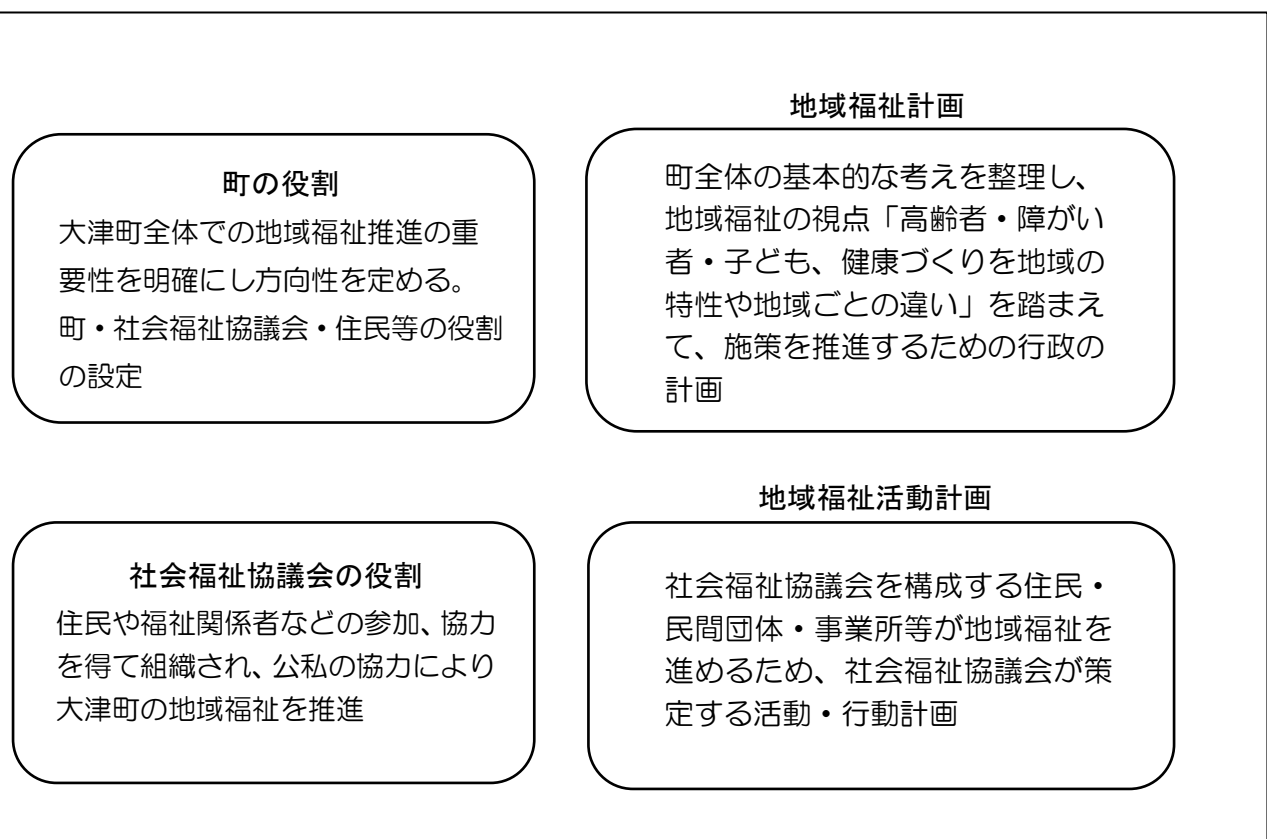 町の役割
大津町全体での地域福祉推進の重
要性を明確にし方向性を定める。
町・社会福祉協議会・住民等の役割
の設定
地域福祉計画
町全体の基本的な考えを整理し、
地域福祉の視点「高齢者・障がい
者・子ども、健康づくりを地域の
特性や地域ごとの違い」を踏まえ
て、施策を推進するための行政の
計画
社会福祉協議会の役割
住民や福祉関係者などの参加、協力
を得て組織され、公私の協力により
大津町の地域福祉を推進
地域福祉活動計画
社会福祉協議会を構成する住民・
民間団体・事業所等が地域福祉を
進めるため、社会福祉協議会が策
定する活動・行動計画